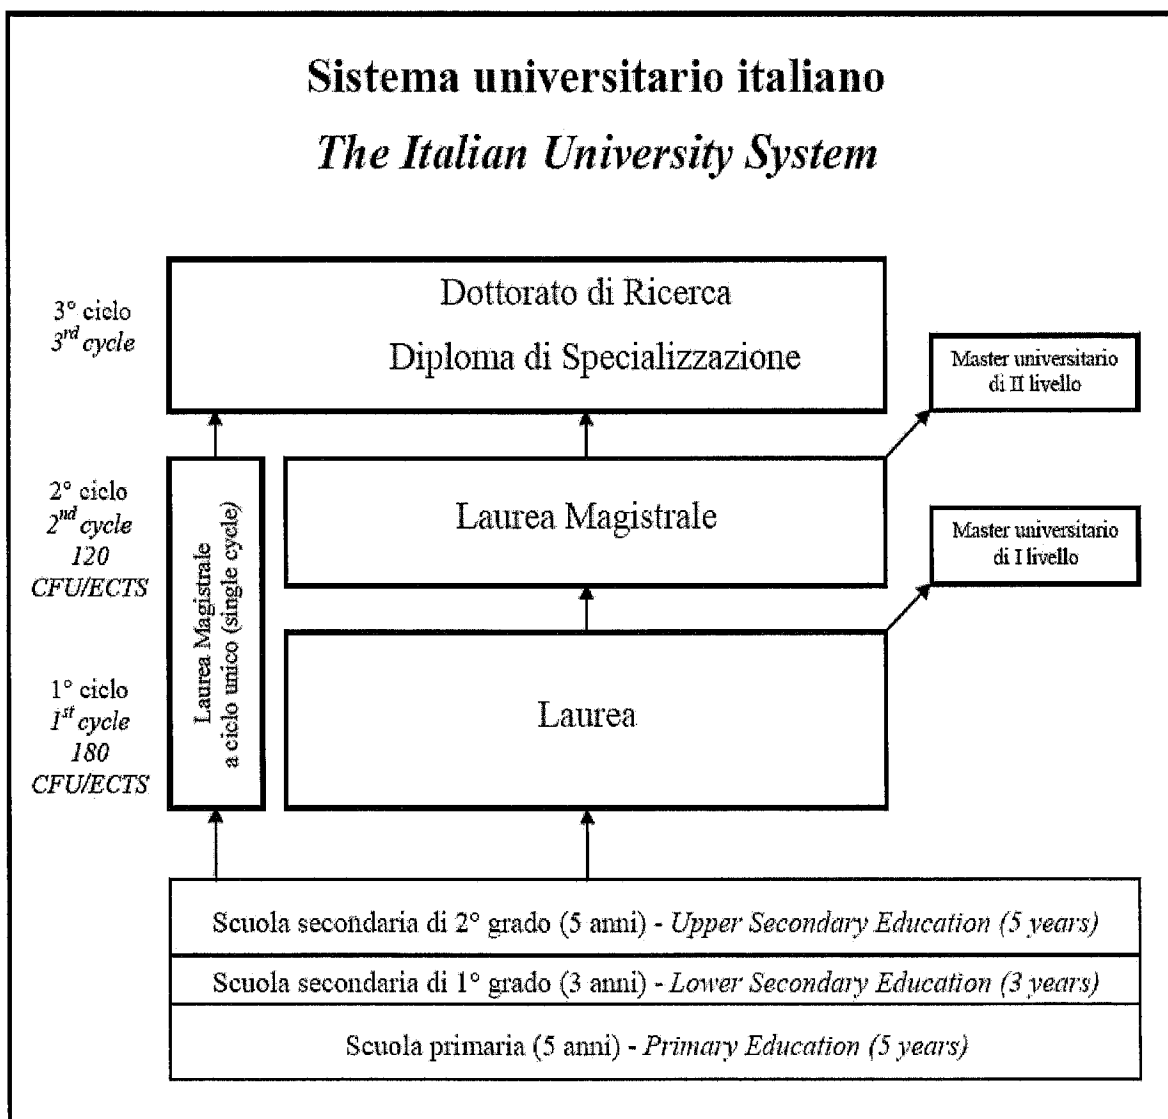 Sistema universitario italiano
The Italian University System
3° ciclo
3rd cycle
Dottorato di Ricerca
Diploma di Specializzazione
Master universitario
di II livello
2° ciclo
2nd cycle
120
CFU/ECTS
Laurea Magistrale
a ciclo unico (single cycle)
Laurea Magistrale
Master universitario
di I livello
1° ciclo
1st cycle
180
CFU/ECTS
Laurea
Scuola secondaria di 2° grado (5 anni) - Upper Secondary Education (5 years)
Scuola secondaria di 1° grado (3 anni) - Lower Secondary Education (3 years)
Scuola primaria (5 anni) - Primary Education (5 years)